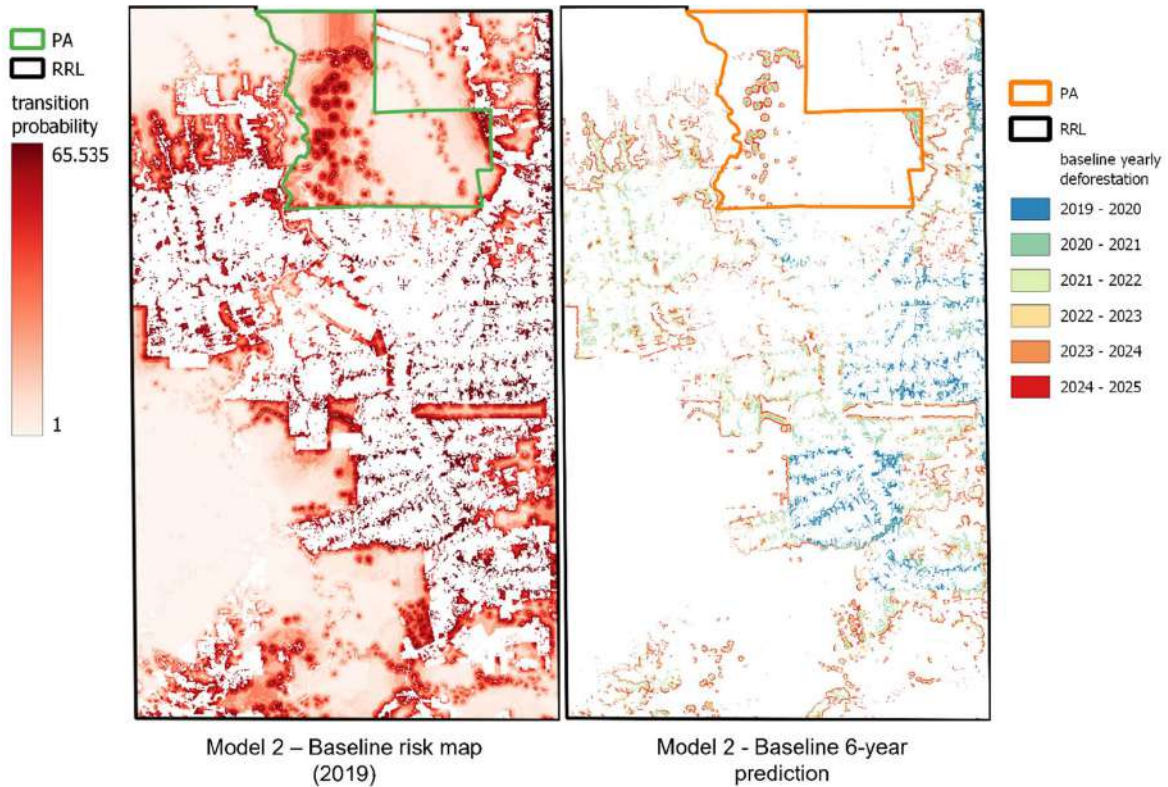 PA
RRL
transition
probability
65.535
1
PA
RRL
baseline yearly
deforestation
2019 - 2020
2020 - 2021
2021 - 2022
2022 - 2023
2023 - 2024
2024 - 2025
Model 2 – Baseline risk map
(2019)
Model 2 - Baseline 6-year
prediction